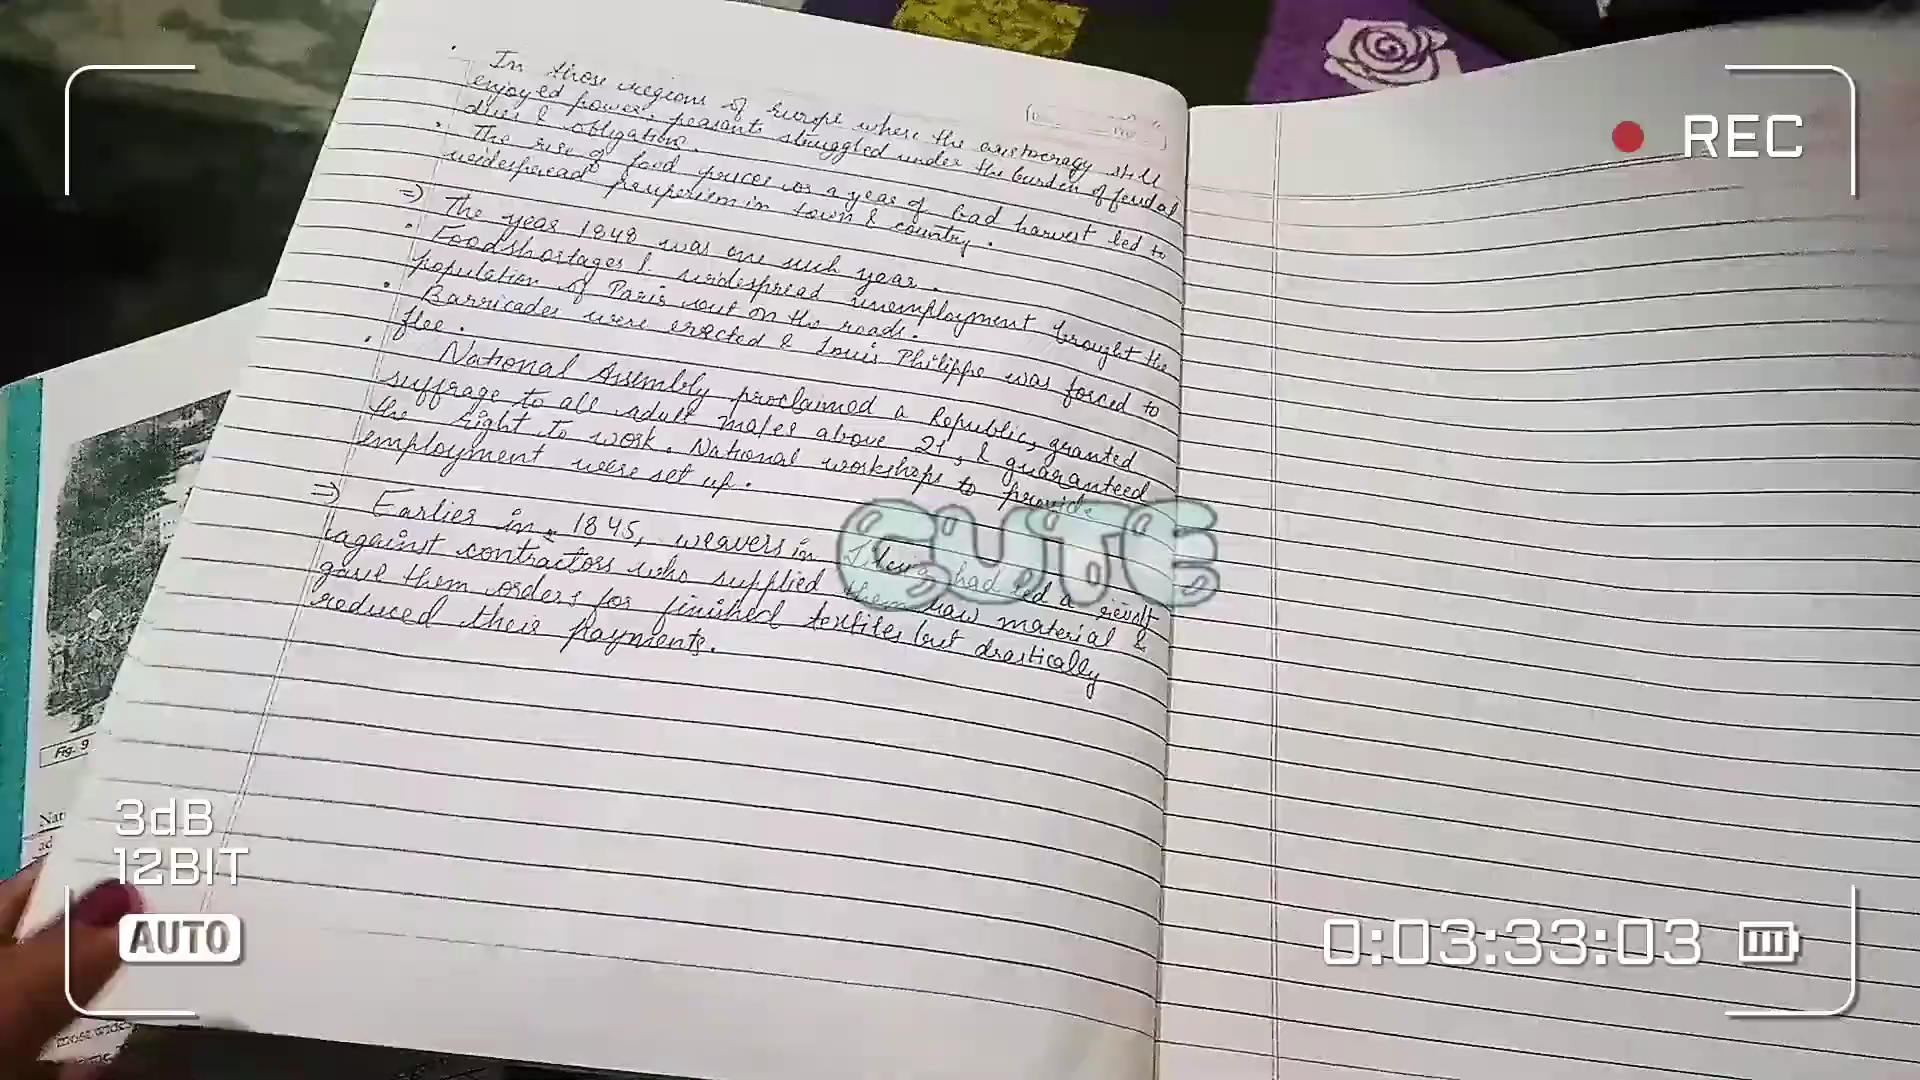 In those regions of Europe where the aristocragy still
enjoyed power, peasants struggled under the burden of feudal
dues & obligations.
The rise of food prices or a year of bad harvest led to
widespread pauperism in town & country.
=> The year 1848 was one such year.
Food shortages & widespread unemployment brought the
population of Paris out on the roads.
Barricades were erected & Louis Philippe was forced to
flee.
National Assembly proclaimed a Republic, granted
suffrage to all adult males above 21, & guaranteed
the right to work. National workshops to provide
employment were set up.
=> Earlier in, 1845, weavers in had led a revolt
against contractors who supplied them raw material &
gave them orders for finished textiles but drastically
reduced their payments.
CUTE
REC
Fig. 9
3dB
12BIT
AUTO
0:03:33:03
most wides